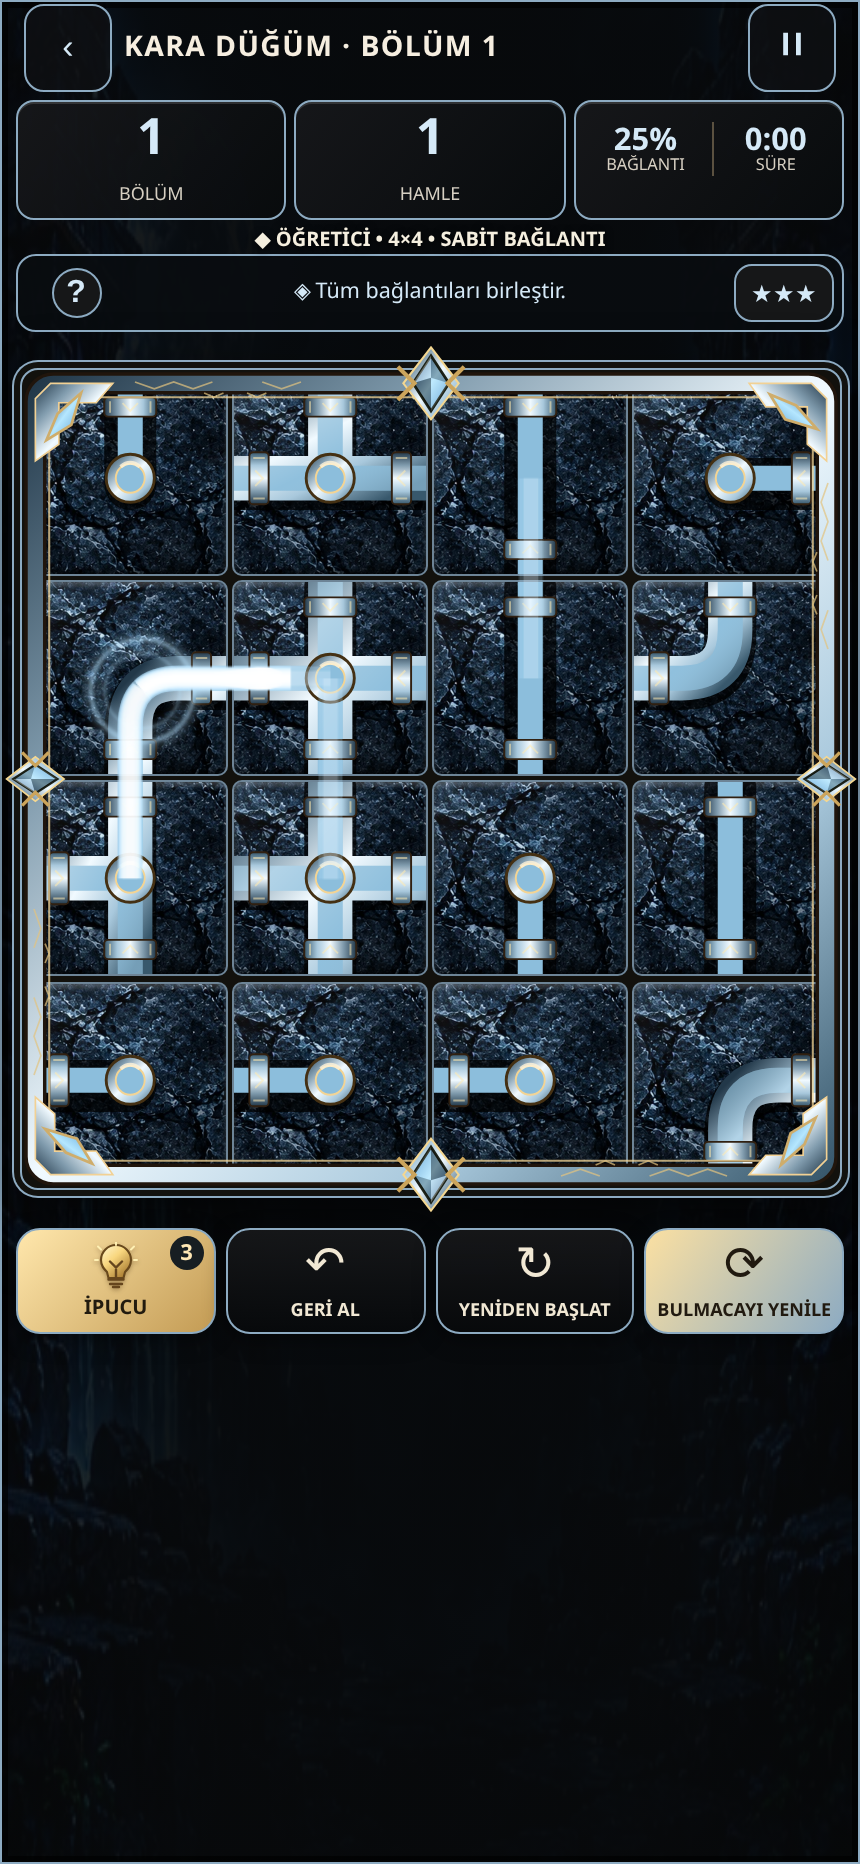 ‹ KARA DÜĞÜM · BÖLÜM 1
1
BÖLÜM
1
HAMLE
25%
BAĞLANTI
0:00
SÜRE
◆ ÖĞRETİCİ • 4×4 • SABİT BAĞLANTI
?
◈ Tüm bağlantıları birleştir.
★★★
3
İPUCU
GERİ AL
YENİDEN BAŞLAT
BULMACAYI YENİLE